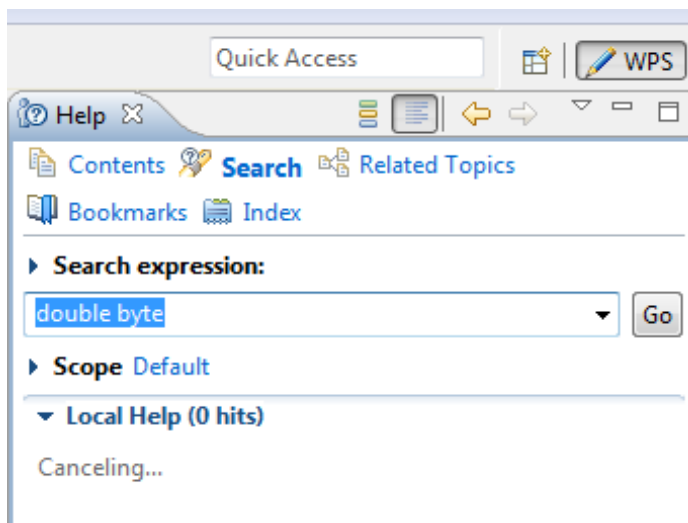 Quick Access WPS
Help
Contents Search Related Topics
Bookmarks Index
Search expression:
double byte Go
Scope Default
Local Help (0 hits)
Canceling...